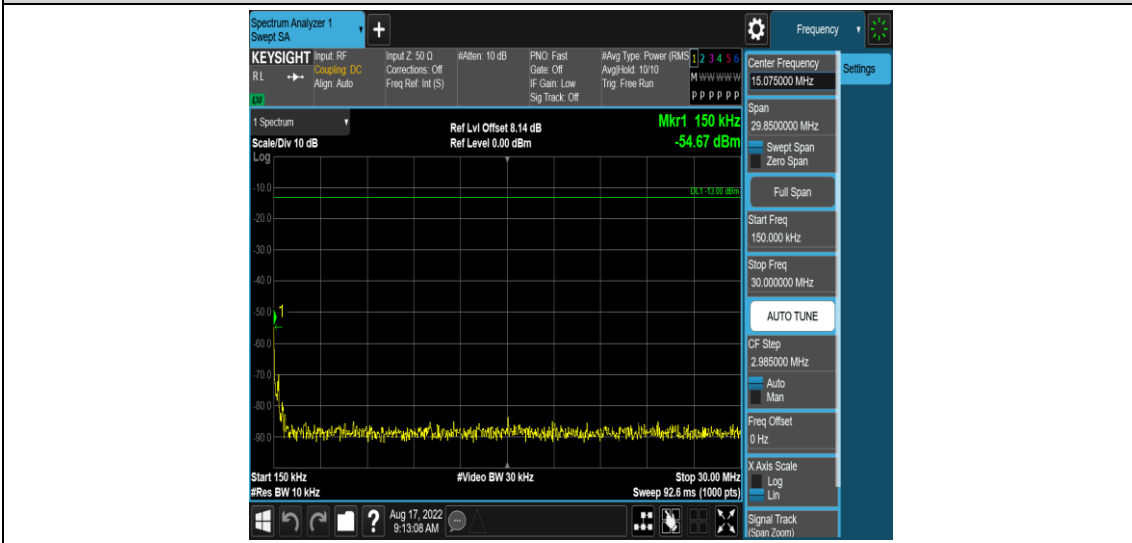 Spectrum Analyzer 1
Swept SA
+
Frequency
KEYSIGHT
RL
LXI
Input: RF
Coupling: DC
Align: Auto
Input Z: 50 Ω
Corrections: Off
Freq Ref: Int (S)
#Atten: 10 dB
PNO: Fast
Gate: Off
IF Gain: Low
Sig Track: Off
#Avg Type: Power (RMS
Avg|Hold: 10/10
Trig: Free Run
1 2 3 4 5 6
M W W W W W
P P P P P P
1 Spectrum
Scale/Div 10 dB
Log
Ref Lvl Offset 8.14 dB
Ref Level 0.00 dBm
Mkr1 150 kHz
-54.67 dBm
DL1 -13.00 dBm
-10.0
-20.0
-30.0
-40.0
-50.0
1
-60.0
-70.0
-80.0
-90.0
Start 150 kHz
#Res BW 10 kHz
#Video BW 30 kHz
Stop 30.00 MHz
Sweep 92.6 ms (1000 pts)
?
Aug 17, 2022
9:13:08 AM
Center Frequency
15.075000 MHz
Settings
Span
29.8500000 MHz
Swept Span
Zero Span
Full Span
Start Freq
150.000 kHz
Stop Freq
30.000000 MHz
AUTO TUNE
CF Step
2.985000 MHz
Auto
Man
Freq Offset
0 Hz
X Axis Scale
Log
Lin
Signal Track
(Span Zoom)